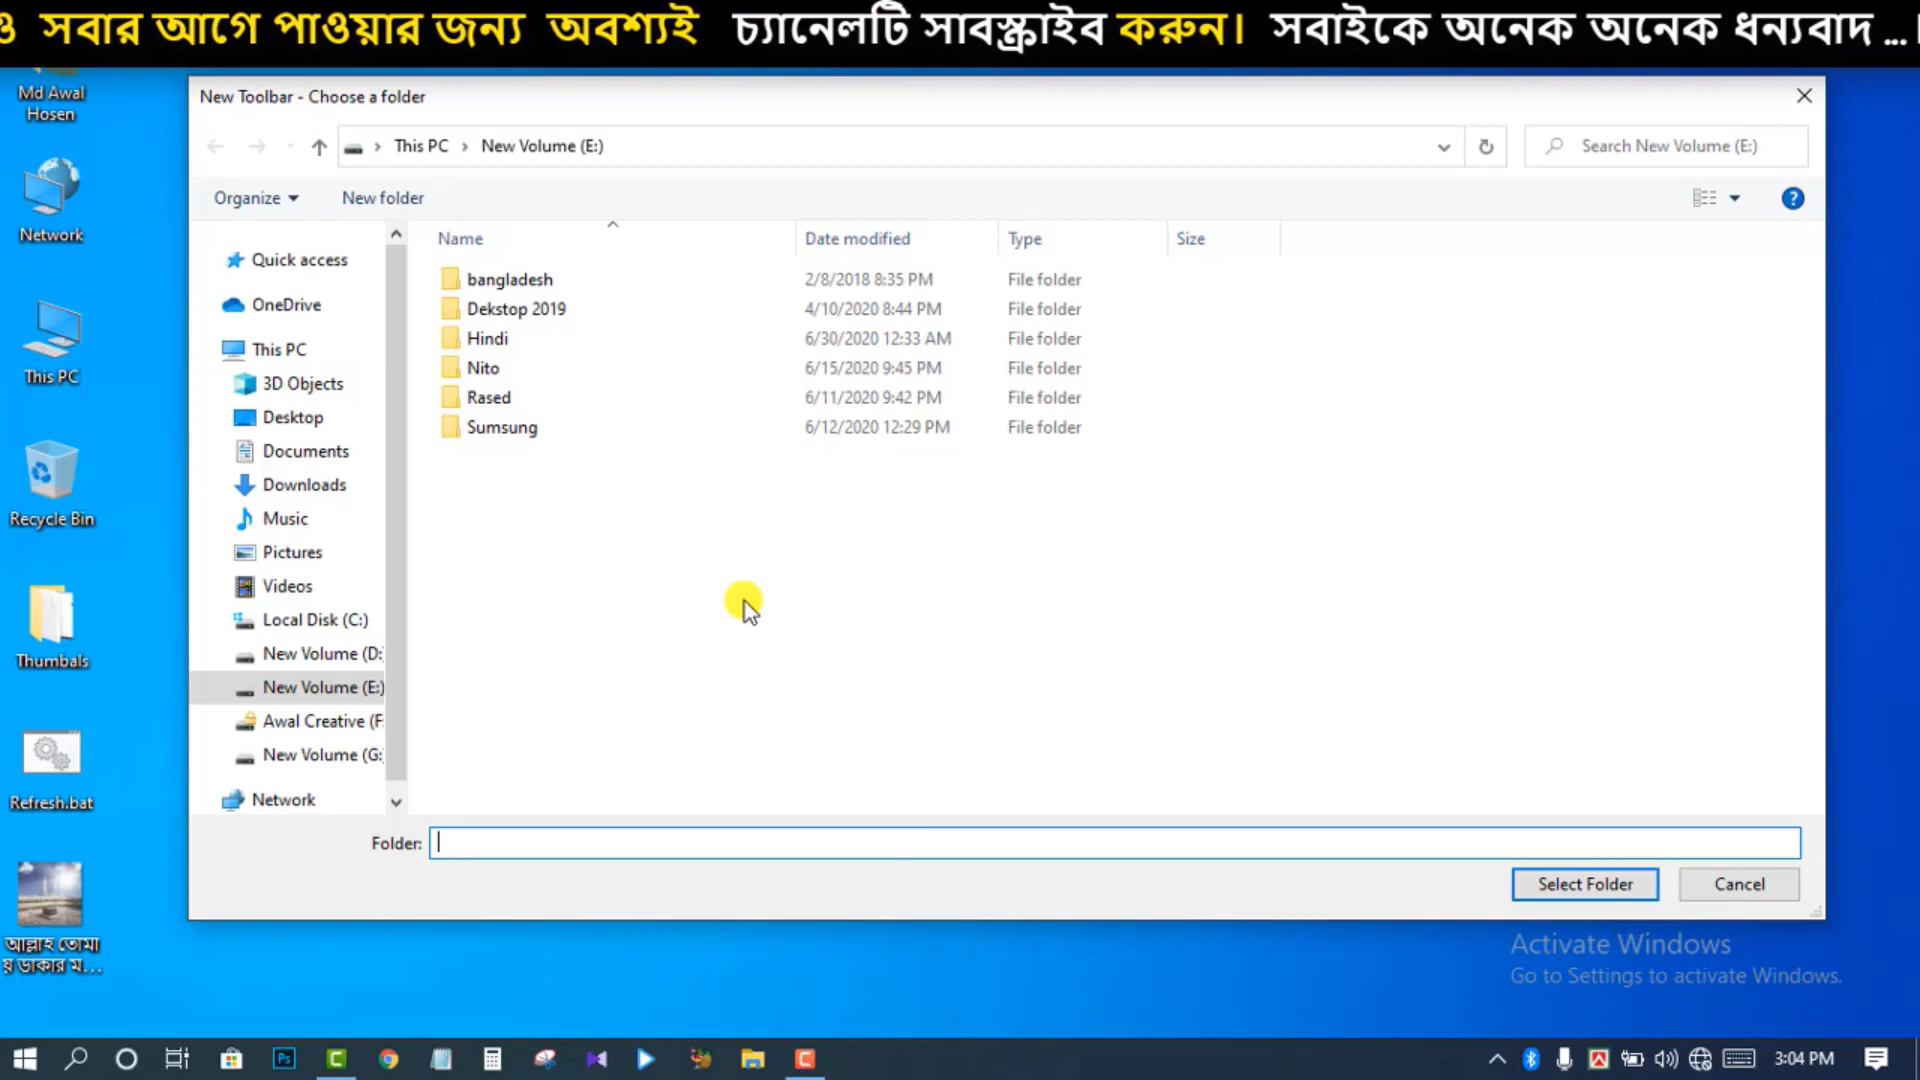 ও সবার আগে পাওয়ার জন্য অবশ্যই চ্যানেলটি সাবস্ক্রাইব করুন। সবাইকে অনেক অনেক ধন্যবাদ ...।
Md Awal
Hosen
Network
This PC
Recycle Bin
Thumbals
Refresh.bat
আল্লাহ তোমা
য় ডাকার ম...
New Toolbar - Choose a folder
This PC
New Volume (E:)
Search New Volume (E:)
Organize
New folder
?
Quick access
OneDrive
This PC
3D Objects
Desktop
Documents
Downloads
Music
Pictures
Videos
Local Disk (C:)
New Volume (D:
New Volume (E:)
Awal Creative (F:
New Volume (G:
Network
Name Date modified Type Size
bangladesh 2/8/2018 8:35 PM File folder
Dekstop 2019 4/10/2020 8:44 PM File folder
Hindi 6/30/2020 12:33 AM File folder
Nito 6/15/2020 9:45 PM File folder
Rased 6/11/2020 9:42 PM File folder
Sumsung 6/12/2020 12:29 PM File folder
Folder:
Select Folder
Cancel
Activate Windows
Go to Settings to activate Windows.
Ps
C
C
3:04 PM